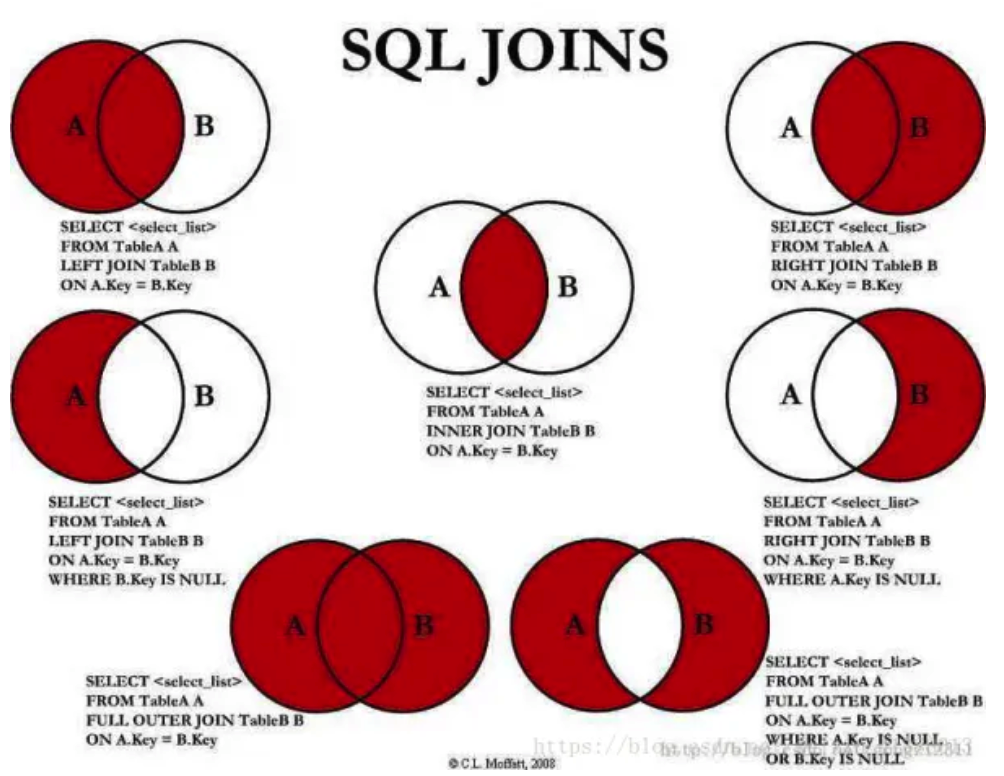 SQL JOINS
A B
SELECT <select_list>
FROM TableA A
LEFT JOIN TableB B
ON A.Key = B.Key
A B
SELECT <select_list>
FROM TableA A
RIGHT JOIN TableB B
ON A.Key = B.Key
A B
SELECT <select_list>
FROM TableA A
INNER JOIN TableB B
ON A.Key = B.Key
A B
SELECT <select_list>
FROM TableA A
LEFT JOIN TableB B
ON A.Key = B.Key
WHERE B.Key IS NULL
A B
SELECT <select_list>
FROM TableA A
RIGHT JOIN TableB B
ON A.Key = B.Key
WHERE A.Key IS NULL
A B
SELECT <select_list>
FROM TableA A
FULL OUTER JOIN TableB B
ON A.Key = B.Key
A B
SELECT <select_list>
FROM TableA A
FULL OUTER JOIN TableB B
ON A.Key = B.Key
WHERE A.Key IS NULL
OR B.Key IS NULL
© C.L. Moffatt, 2008